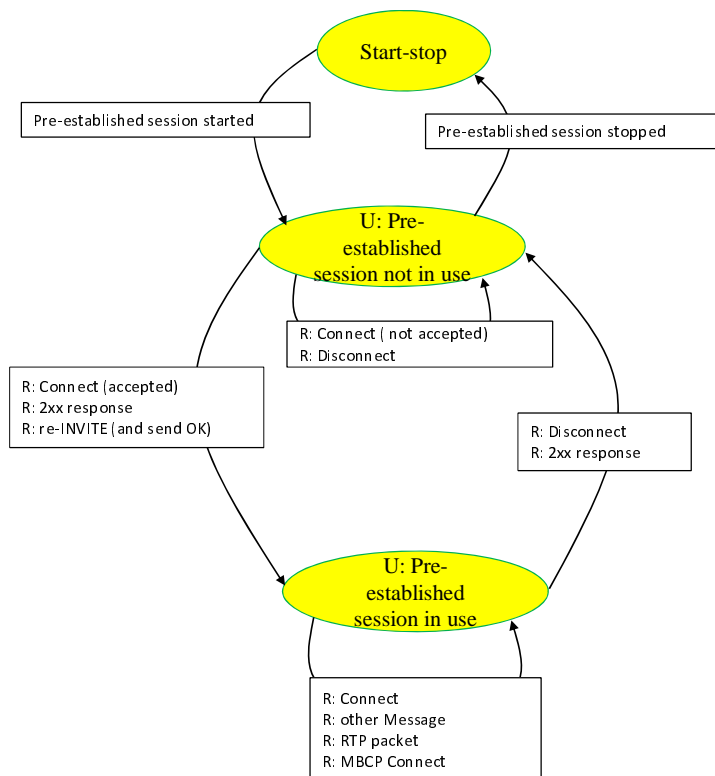 Start-stop
Pre-established session started
Pre-established session stopped
U: Pre-
established
session not in use
R: Connect ( not accepted)
R: Disconnect
R: Connect (accepted)
R: 2xx response
R: re-INVITE (and send OK)
R: Disconnect
R: 2xx response
U: Pre-
established
session in use
R: Connect
R: other Message
R: RTP packet
R: MBCP Connect